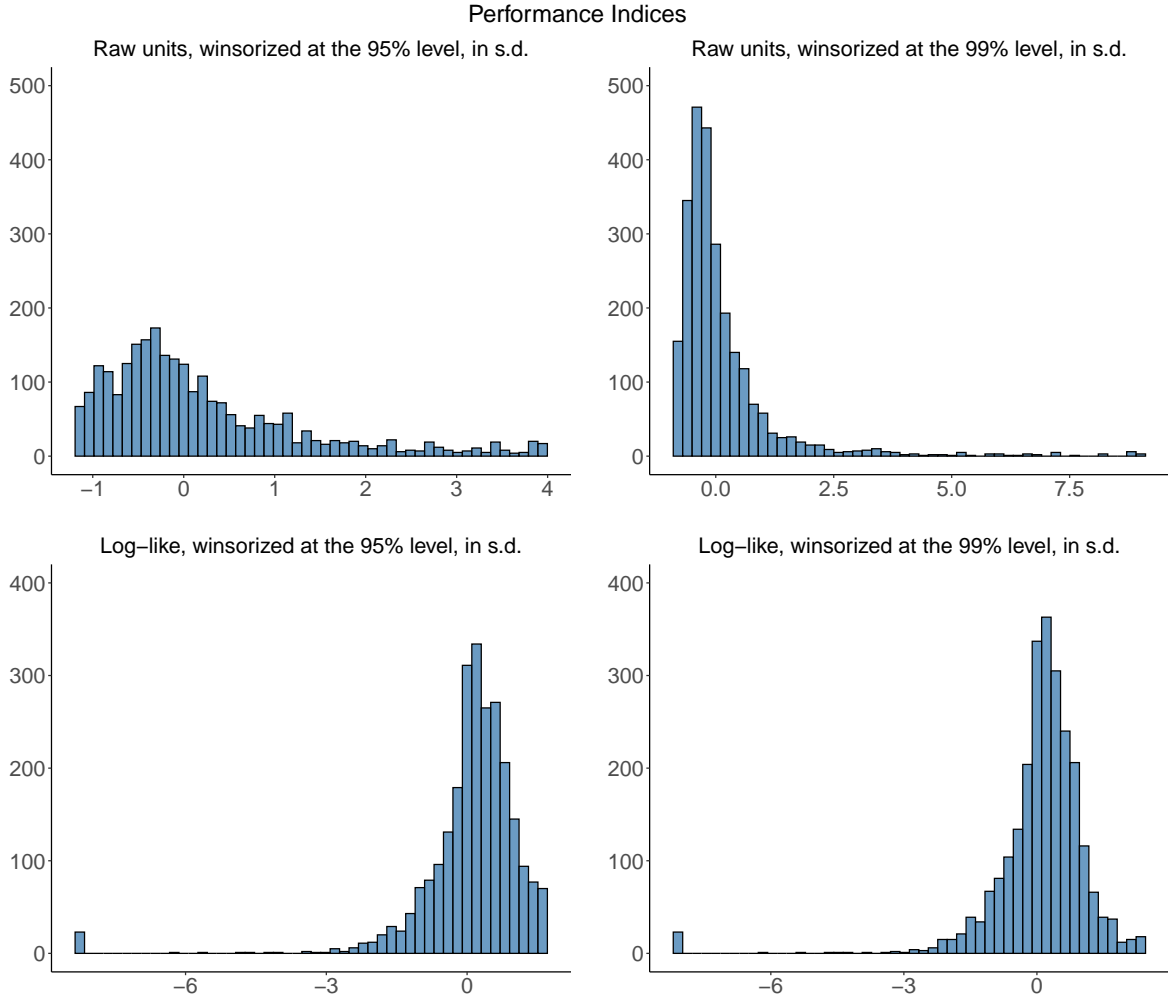 Performance Indices
Raw units, winsorized at the 95% level, in s.d.
500
400
300
200
100
0
−1 0 1 2 3 4
Raw units, winsorized at the 99% level, in s.d.
500
400
300
200
100
0
0.0 2.5 5.0 7.5
Log−like, winsorized at the 95% level, in s.d.
400
300
200
100
0
−6 −3 0
Log−like, winsorized at the 99% level, in s.d.
400
300
200
100
0
−6 −3 0